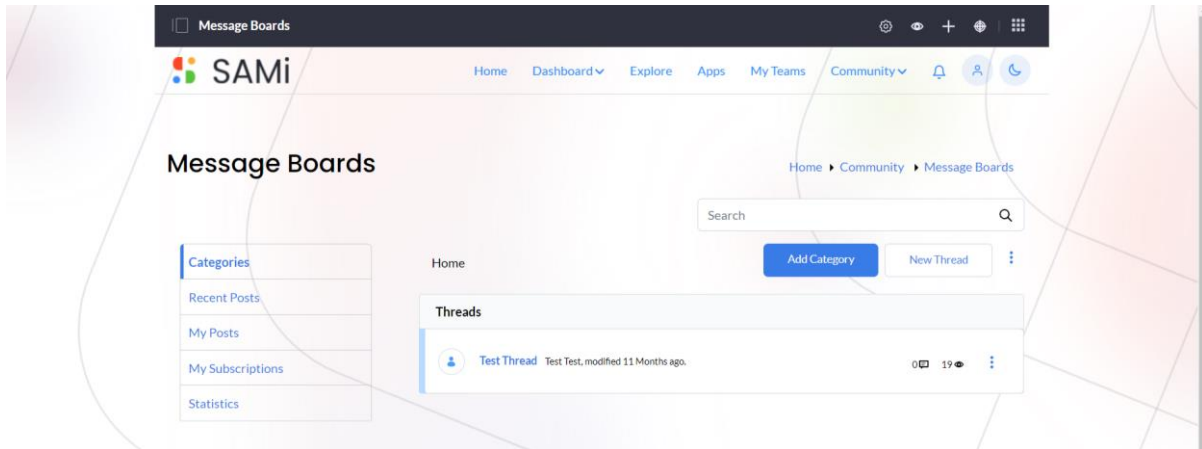 Message Boards
SAMi
Home Dashboard Explore Apps My Teams Community
Message Boards
Home Community Message Boards
Search
Categories
Recent Posts
My Posts
My Subscriptions
Statistics
Home
Add Category New Thread
Threads
Test Thread Test Test, modified 11 Months ago.
0 19